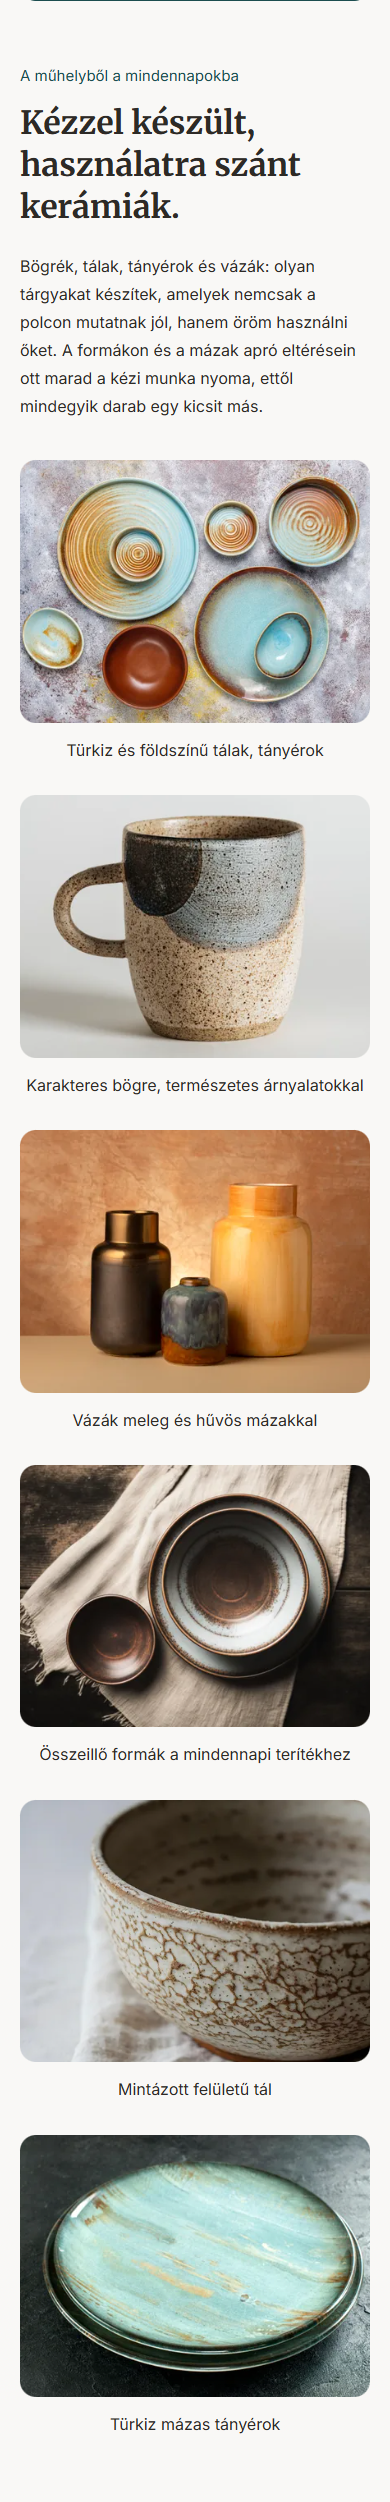 A műhelyből a mindennapokba
Kézzel készült,
használatra szánt
kerámiák.
Bögrék, tálak, tányérok és vázák: olyan
tárgyakat készítek, amelyek nemcsak a
polcon mutatnak jól, hanem öröm használni
őket. A formákon és a mázak apró eltérésein
ott marad a kézi munka nyoma, ettől
mindegyik darab egy kicsit más.
Türkiz és földszínű tálak, tányérok
Karakteres bögre, természetes árnyalatokkal
Vázák meleg és hűvös mázakkal
Összeillő formák a mindennapi terítékhez
Mintázott felületű tál
Türkiz mázas tányérok